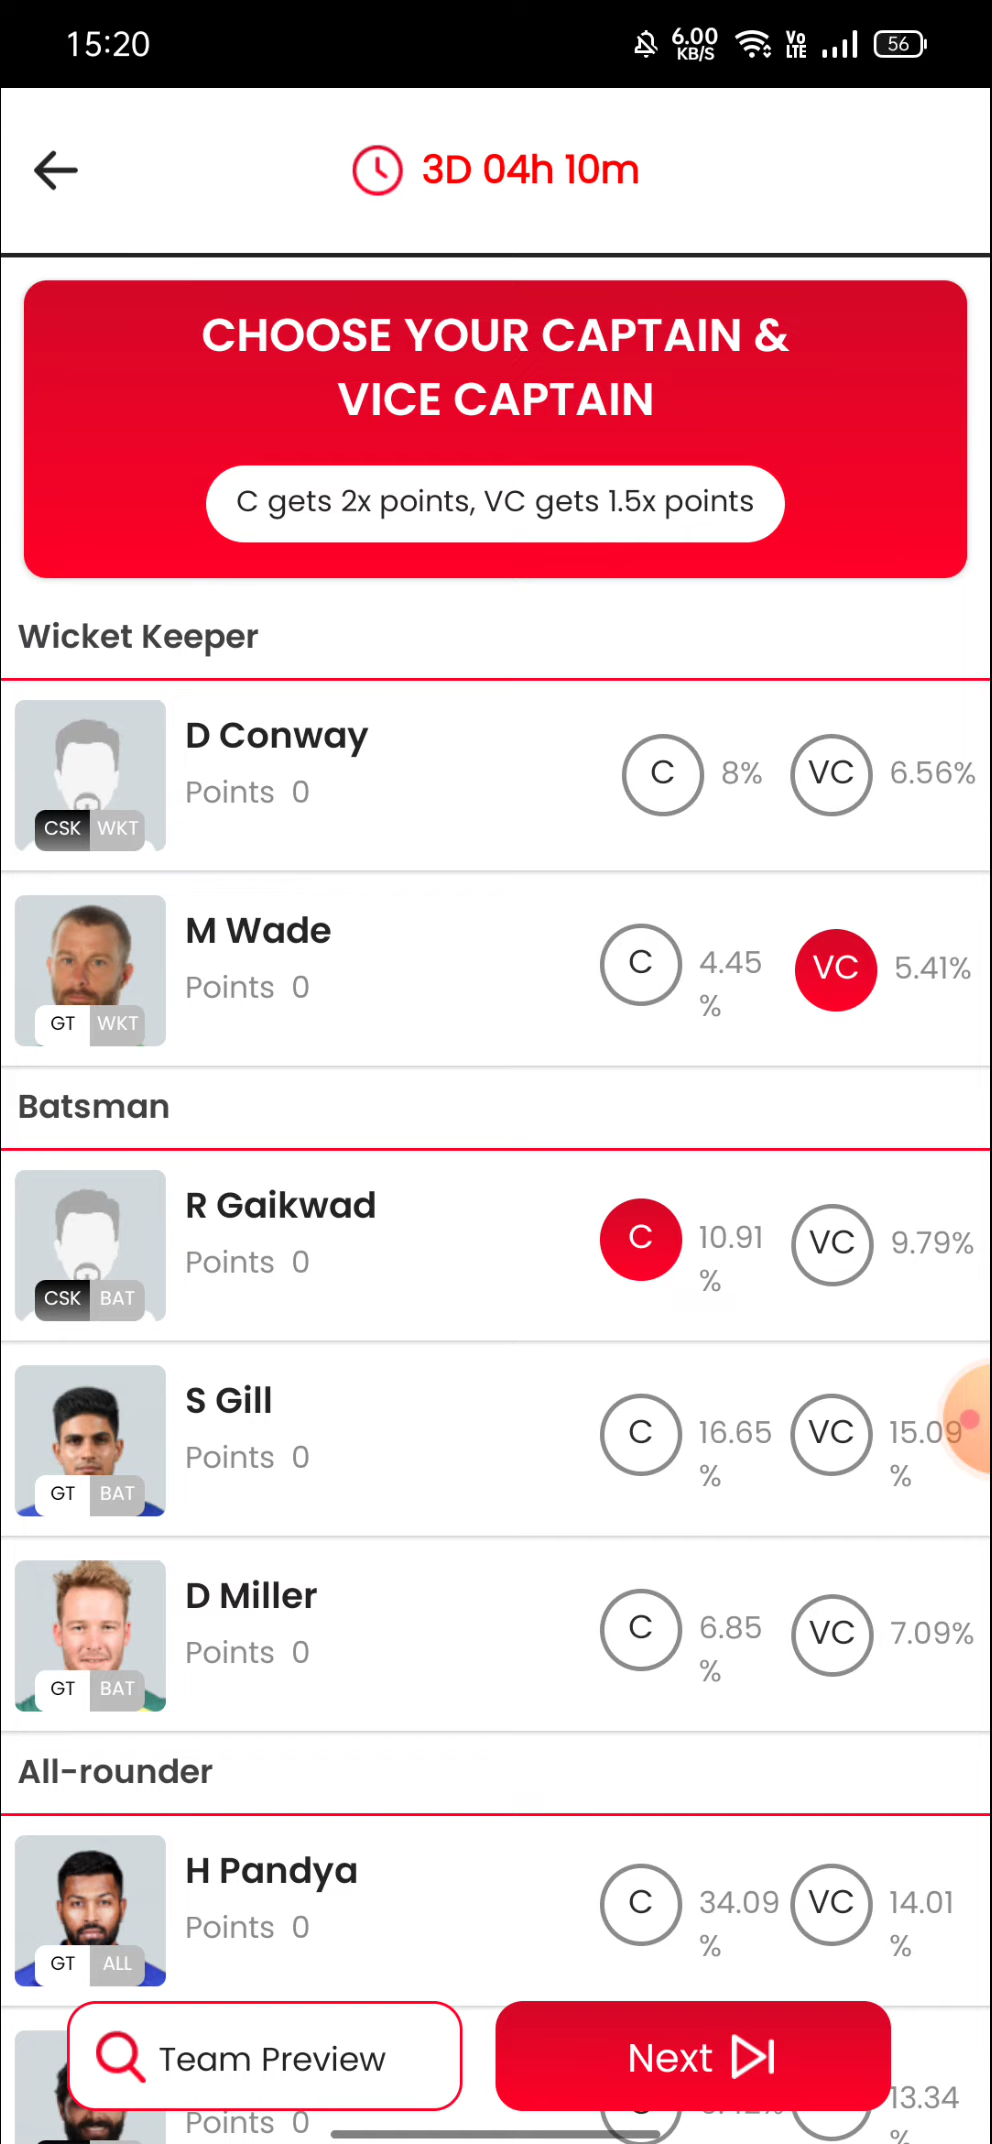 15:20
6.00
KB/S
Vo
LTE
56
3D 04h 10m
CHOOSE YOUR CAPTAIN &
VICE CAPTAIN
C gets 2x points, VC gets 1.5x points
Wicket Keeper
D Conway
Points 0
CSK WKT
C 8% VC 6.56%
M Wade
Points 0
GT WKT
C 4.45
%
VC 5.41%
Batsman
R Gaikwad
Points 0
CSK BAT
C 10.91
%
VC 9.79%
S Gill
Points 0
GT BAT
C 16.65
%
VC 15.09
%
D Miller
Points 0
GT BAT
C 6.85
%
VC 7.09%
All-rounder
H Pandya
Points 0
GT ALL
C 34.09
%
VC 14.01
%
Team Preview
Next
Points 0
13.34
%